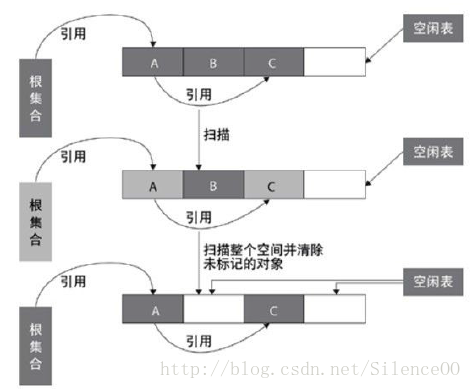 引用
空闲表
根集合
A B C
引用
扫描
引用
空闲表
根集合
A B C
引用
扫描整个空间并清除
未标记的对象
引用
空闲表
根集合
A C
引用
http://blog.csdn.net/Silence00